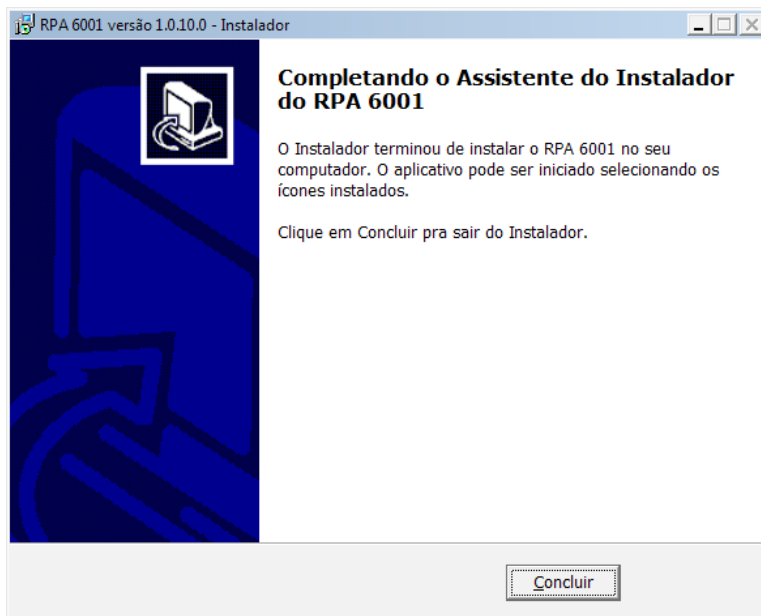 RPA 6001 versão 1.0.10.0 - Instalador
Completando o Assistente do Instalador
do RPA 6001
O Instalador terminou de instalar o RPA 6001 no seu
computador. O aplicativo pode ser iniciado selecionando os
ícones instalados.
Clique em Concluir pra sair do Instalador.
Concluir